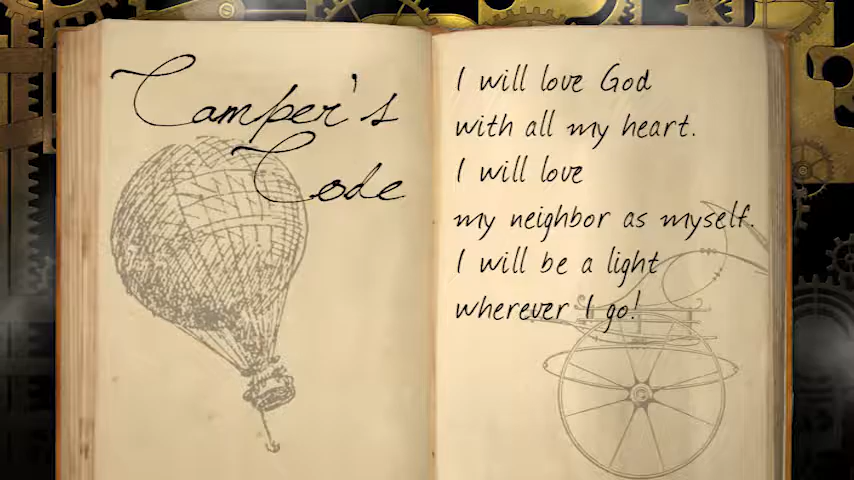 Camper's
Code
I will love God
with all my heart.
I will love
my neighbor as myself.
I will be a light
wherever I go!